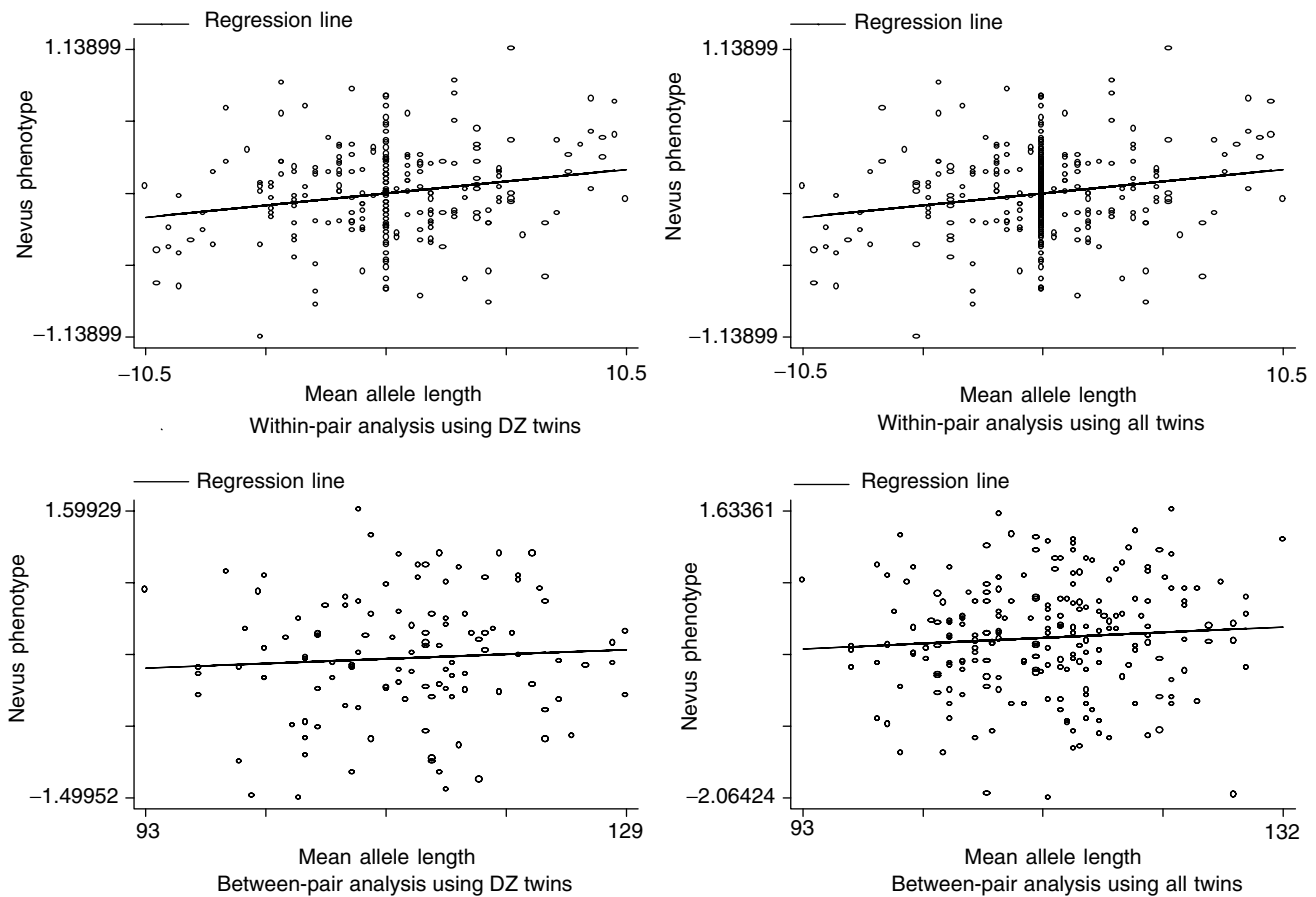 Regression line
1.13899
Nevus phenotype
−1.13899
−10.5
10.5
Mean allele length
Within-pair analysis using DZ twins
Regression line
1.13899
Nevus phenotype
−1.13899
−10.5
10.5
Mean allele length
Within-pair analysis using all twins
Regression line
1.59929
Nevus phenotype
−1.49952
93
129
Mean allele length
Between-pair analysis using DZ twins
Regression line
1.63361
Nevus phenotype
−2.06424
93
132
Mean allele length
Between-pair analysis using all twins